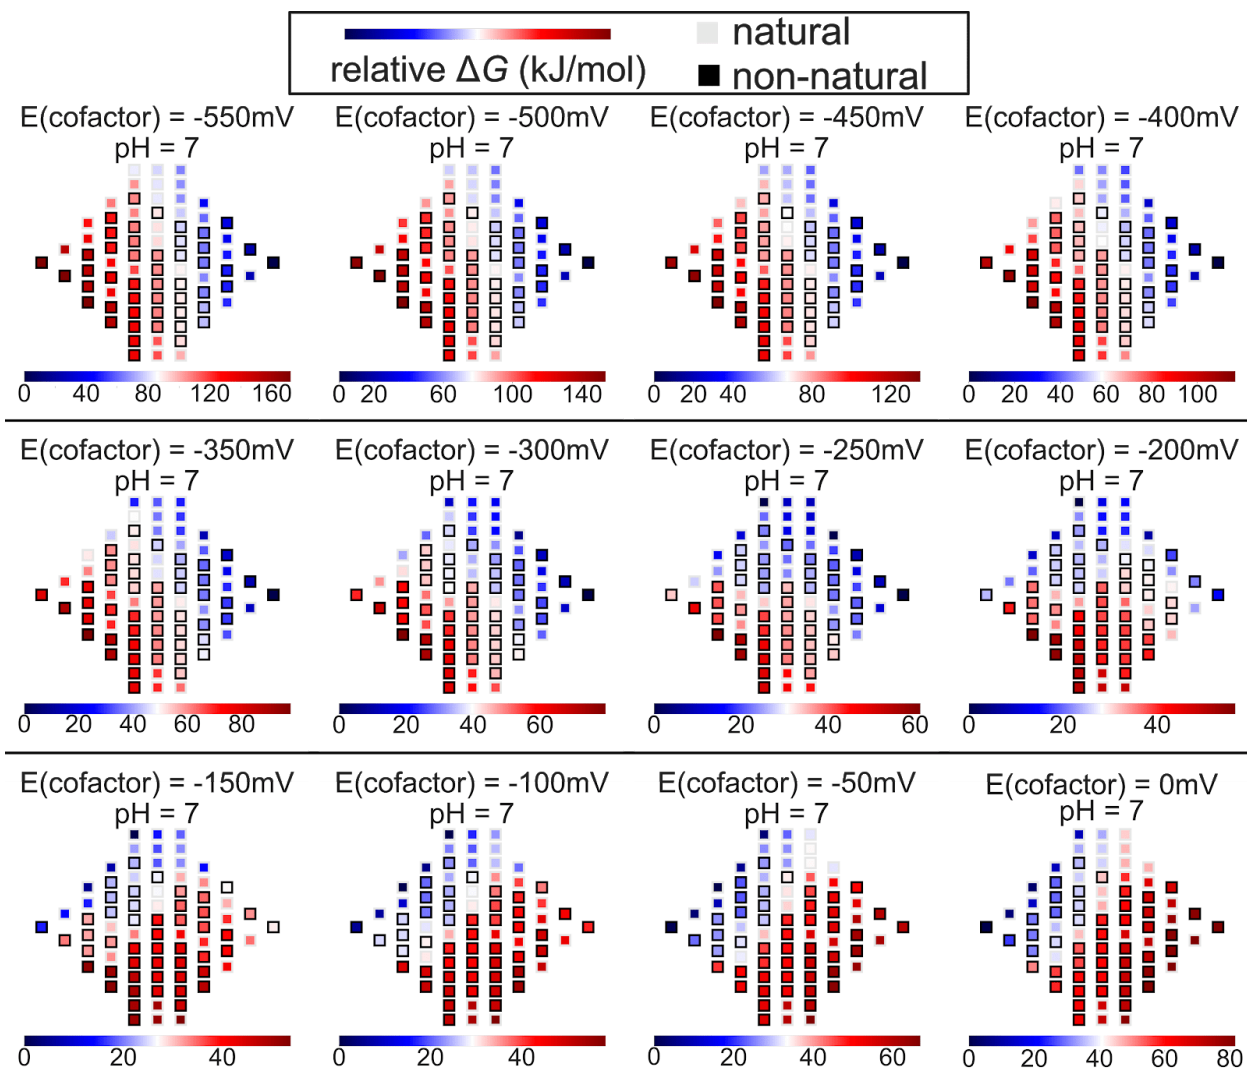 natural
relative ΔG (kJ/mol)
non-natural
E(cofactor) = -550mV
pH = 7
E(cofactor) = -500mV
pH = 7
E(cofactor) = -450mV
pH = 7
E(cofactor) = -400mV
pH = 7
0 40 80 120 160
0 20 60 100 140
0 20 40 80 120
0 20 40 60 80 100
E(cofactor) = -350mV
pH = 7
E(cofactor) = -300mV
pH = 7
E(cofactor) = -250mV
pH = 7
E(cofactor) = -200mV
pH = 7
0 20 40 60 80
0 20 40 60
0 20 40 60
0 20 40
E(cofactor) = -150mV
pH = 7
E(cofactor) = -100mV
pH = 7
E(cofactor) = -50mV
pH = 7
E(cofactor) = 0mV
pH = 7
0 20 40
0 20 40
0 20 40 60
0 20 40 60 80